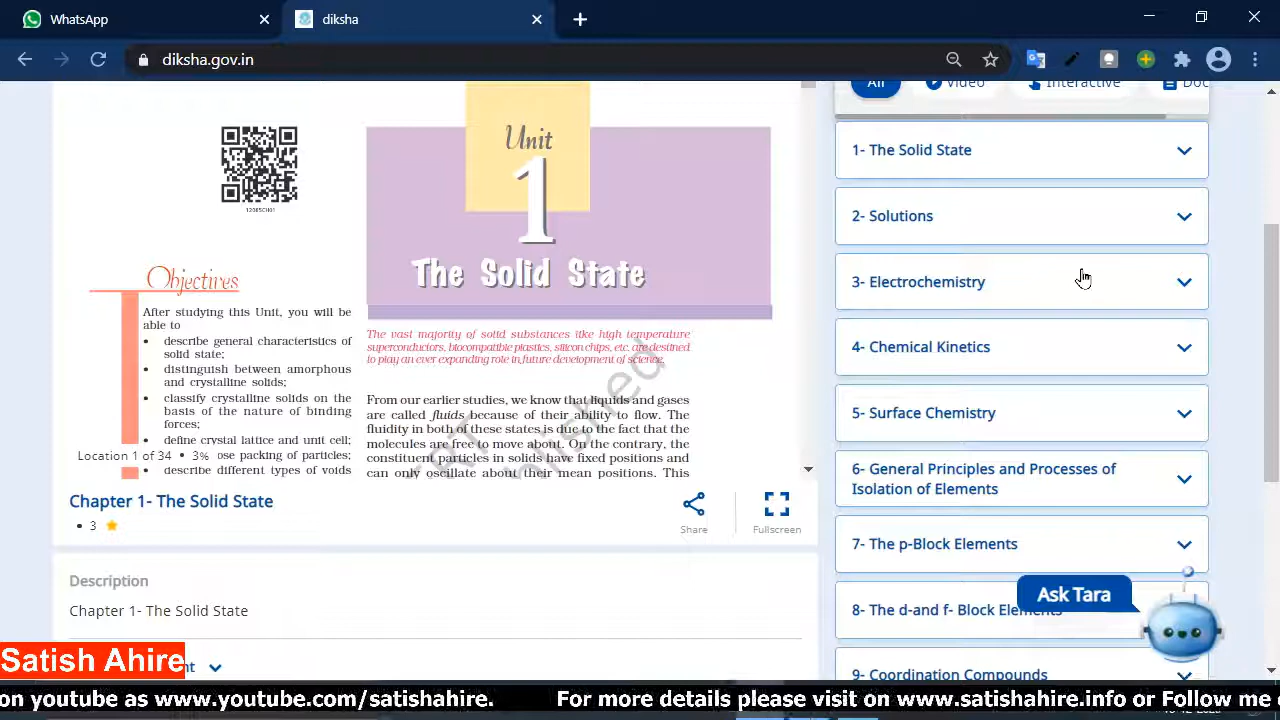 WhatsApp
diksha
diksha.gov.in
All
Video
Interactive
Doc
12085CH01
Unit
1
The Solid State
Objectives
After studying this Unit, you will be
able to
• describe general characteristics of
solid state;
• distinguish between amorphous
and crystalline solids;
• classify crystalline solids on the
basis of the nature of binding
forces;
• define crystal lattice and unit cell;
ose packing of particles;
• describe different types of voids
Location 1 of 34 • 3%
The vast majority of solid substances like high temperature
superconductors, biocompatible plastics, silicon chips, etc. are destined
to play an ever expanding role in future development of science.
From our earlier studies, we know that liquids and gases
are called fluids because of their ability to flow. The
fluidity in both of these states is due to the fact that the
molecules are free to move about. On the contrary, the
constituent particles in solids have fixed positions and
can only oscillate about their mean positions. This
Chapter 1- The Solid State
• 3
Share
Fullscreen
Description
Chapter 1- The Solid State
nt
1- The Solid State
2- Solutions
3- Electrochemistry
4- Chemical Kinetics
5- Surface Chemistry
6- General Principles and Processes of
Isolation of Elements
7- The p-Block Elements
8- The d-and f- Block Elements
9- Coordination Compounds
Ask Tara
Satish Ahire
on youtube as www.youtube.com/satishahire. For more details please visit on www.satishahire.info or Follow me